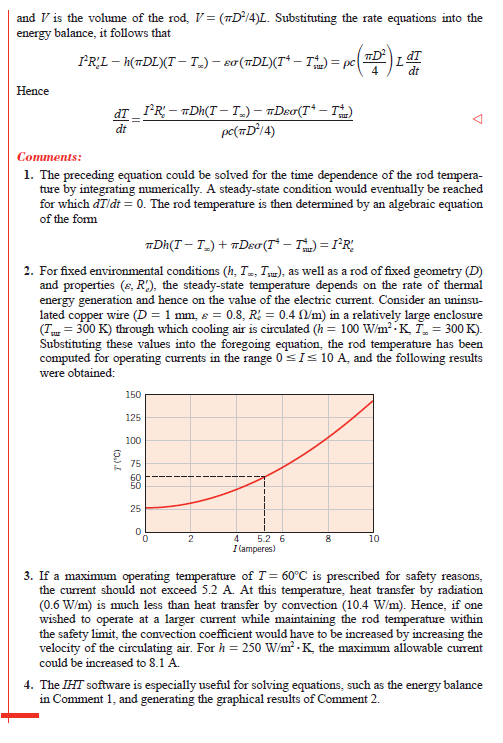 and V is the volume of the rod, V = (πD²/4)L. Substituting the rate equations into the
energy balance, it follows that
I²R′ₑL − h(πDL)(T − T∞) − εσ(πDL)(T⁴ − T⁴sur) = ρc(πD²/4)L dT/dt
Hence
dT/dt = (I²R′ₑ − πDh(T − T∞) − πDεσ(T⁴ − T⁴sur))/(ρc(πD²/4)) ◁
Comments:
1. The preceding equation could be solved for the time dependence of the rod tempera-
ture by integrating numerically. A steady-state condition would eventually be reached
for which dT/dt = 0. The rod temperature is then determined by an algebraic equation
of the form
πDh(T − T∞) + πDεσ(T⁴ − T⁴sur) = I²R′ₑ
2. For fixed environmental conditions (h, T∞, Tsur), as well as a rod of fixed geometry (D)
and properties (ε, R′ₑ), the steady-state temperature depends on the rate of thermal
energy generation and hence on the value of the electric current. Consider an uninsu-
lated copper wire (D = 1 mm, ε = 0.8, R′ₑ = 0.4 Ω/m) in a relatively large enclosure
(Tsur = 300 K) through which cooling air is circulated (h = 100 W/m² · K, T∞ = 300 K).
Substituting these values into the foregoing equation, the rod temperature has been
computed for operating currents in the range 0 ≤ I ≤ 10 A, and the following results
were obtained:
150
125
100
75
60
50
25
0
T (°C)
0 2 4 5.2 6 8 10
I (amperes)
3. If a maximum operating temperature of T = 60°C is prescribed for safety reasons,
the current should not exceed 5.2 A. At this temperature, heat transfer by radiation
(0.6 W/m) is much less than heat transfer by convection (10.4 W/m). Hence, if one
wished to operate at a larger current while maintaining the rod temperature within
the safety limit, the convection coefficient would have to be increased by increasing the
velocity of the circulating air. For h = 250 W/m² · K, the maximum allowable current
could be increased to 8.1 A.
4. The IHT software is especially useful for solving equations, such as the energy balance
in Comment 1, and generating the graphical results of Comment 2.